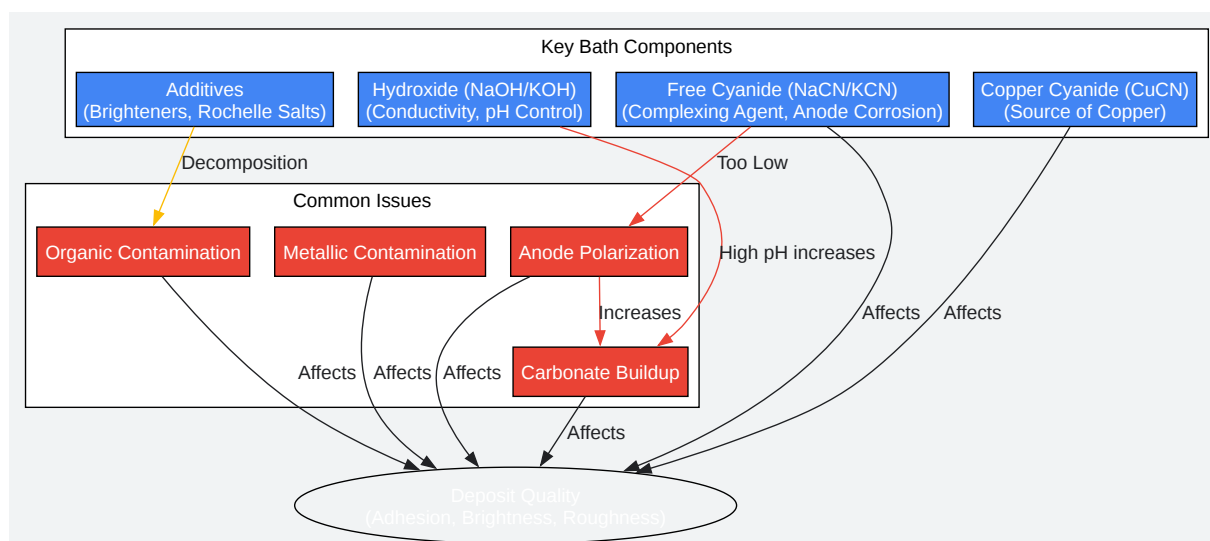 Key Bath Components
Additives
(Brighteners, Rochelle Salts)
Hydroxide (NaOH/KOH)
(Conductivity, pH Control)
Free Cyanide (NaCN/KCN)
(Complexing Agent, Anode Corrosion)
Copper Cyanide (CuCN)
(Source of Copper)
Decomposition
Too Low
Common Issues
Organic Contamination
Metallic Contamination
Anode Polarization
High pH increases
Increases
Affects
Affects
Carbonate Buildup
Affects
Affects
Affects
Affects
Deposit Quality
(Adhesion, Brightness, Roughness)